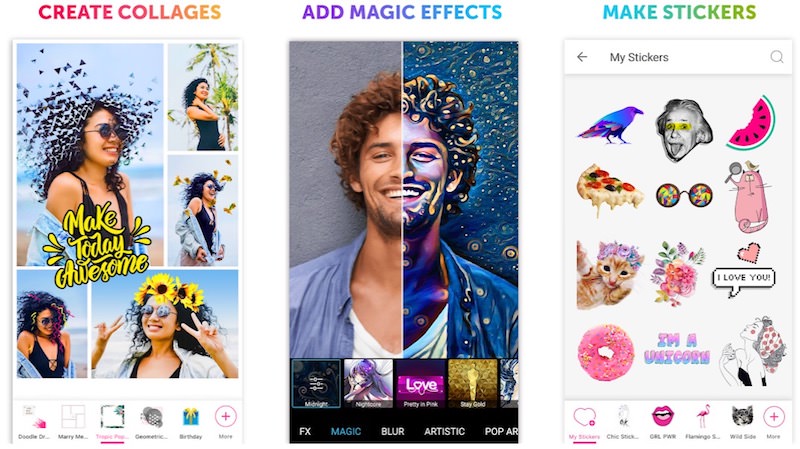 CREATE COLLAGES
Make
Today
Awesome
Doodle Dr...
Marry Me...
Tropic Pop...
Geometric...
Birthday
More
ADD MAGIC EFFECTS
Midnight
Nightcore
Love
Pretty in Pink
Stay Gold
FX
MAGIC
BLUR
ARTISTIC
POP AR
MAKE STICKERS
My Stickers
I LOVE YOU!
I'M A
UNICORN
My Stickers
Chic Stick...
GRL PWR
Flamingo S...
Wild Side
More